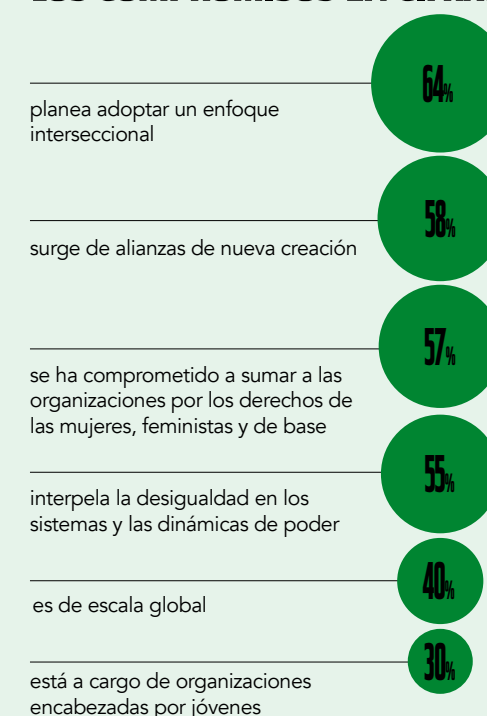 64%
planea adoptar un enfoque
interseccional
58%
surge de alianzas de nueva creación
57%
se ha comprometido a sumar a las
organizaciones por los derechos de
las mujeres, feministas y de base
55%
interpela la desigualdad en los
sistemas y las dinámicas de poder
40%
es de escala global
30%
está a cargo de organizaciones
encabezadas por jóvenes